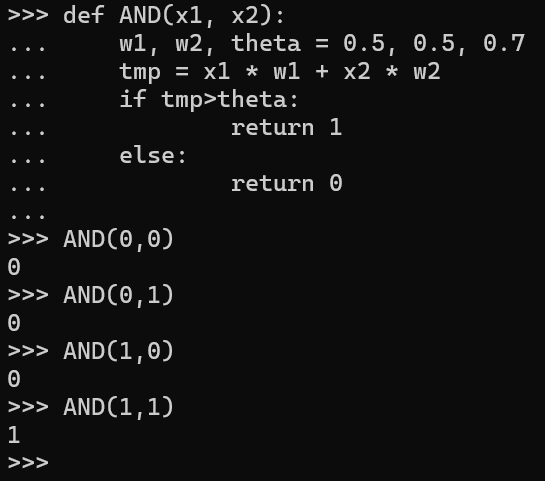 >>> def AND(x1, x2):
...     w1, w2, theta = 0.5, 0.5, 0.7
...     tmp = x1 * w1 + x2 * w2
...     if tmp>theta:
...             return 1
...     else:
...             return 0
...
>>> AND(0,0)
0
>>> AND(0,1)
0
>>> AND(1,0)
0
>>> AND(1,1)
1
>>>